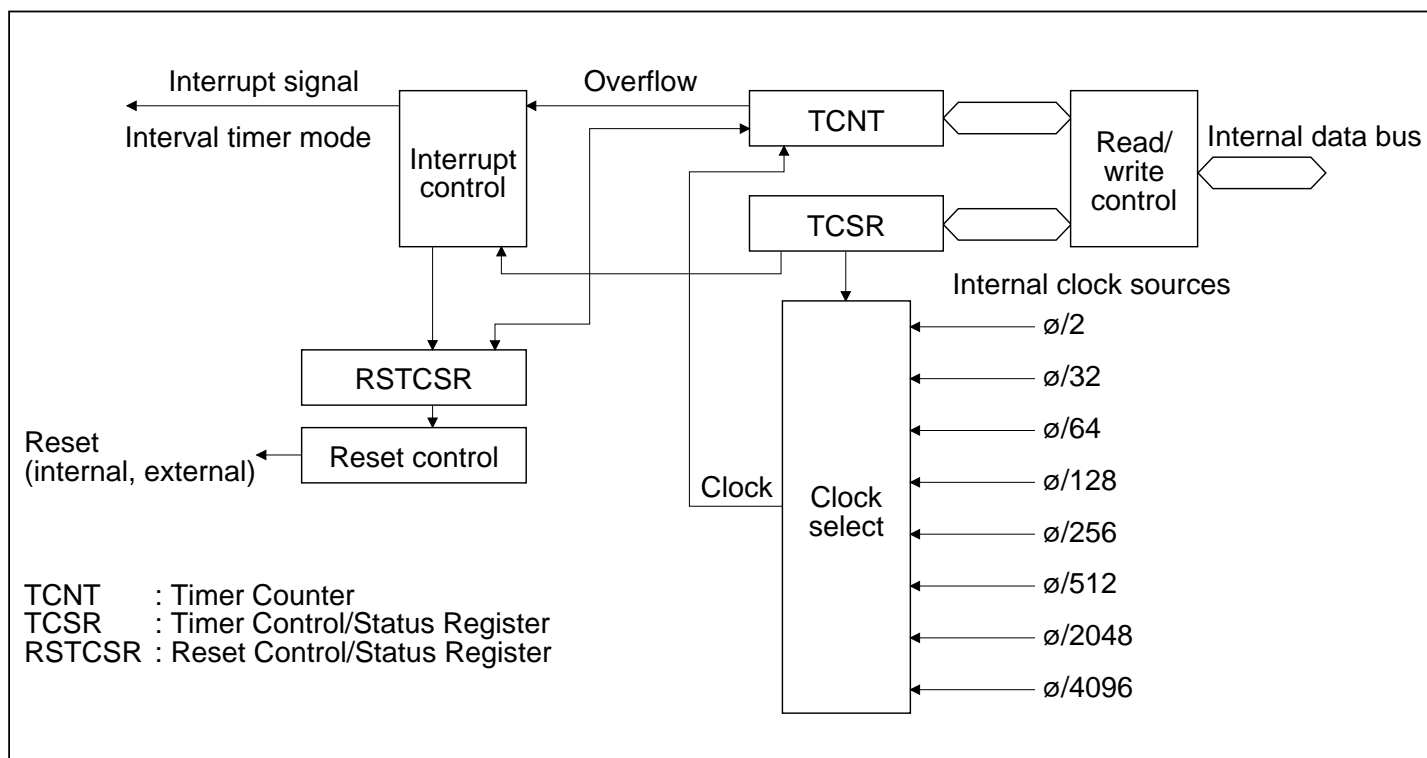 Interrupt signal
Interval timer mode
Overflow
Interrupt
control
TCNT
TCSR
Read/
write
control
Internal data bus
Internal clock sources
ø/2
ø/32
ø/64
ø/128
ø/256
ø/512
ø/2048
ø/4096
Clock
select
Clock
RSTCSR
Reset control
Reset
(internal, external)
TCNT : Timer Counter
TCSR : Timer Control/Status Register
RSTCSR : Reset Control/Status Register